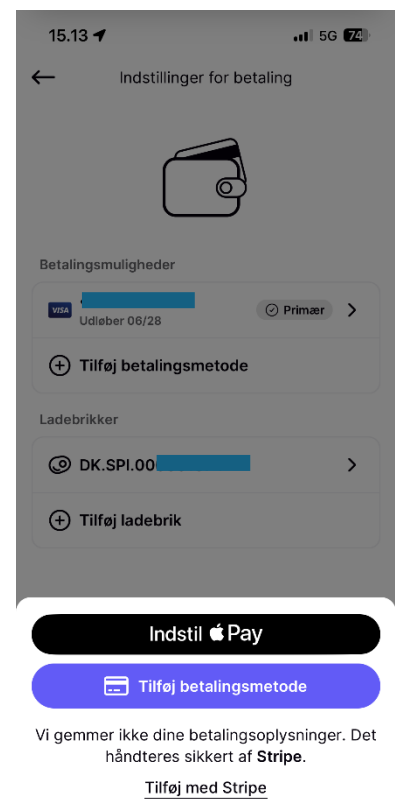 15.13 5G 74
Indstillinger for betaling
Betalingsmuligheder
VISA
Udløber 06/28 Primær
Tilføj betalingsmetode
Ladebrikker
DK.SPI.00
Tilføj ladebrik
Indstil Pay
Tilføj betalingsmetode
Vi gemmer ikke dine betalingsoplysninger. Det
håndteres sikkert af Stripe.
Tilføj med Stripe